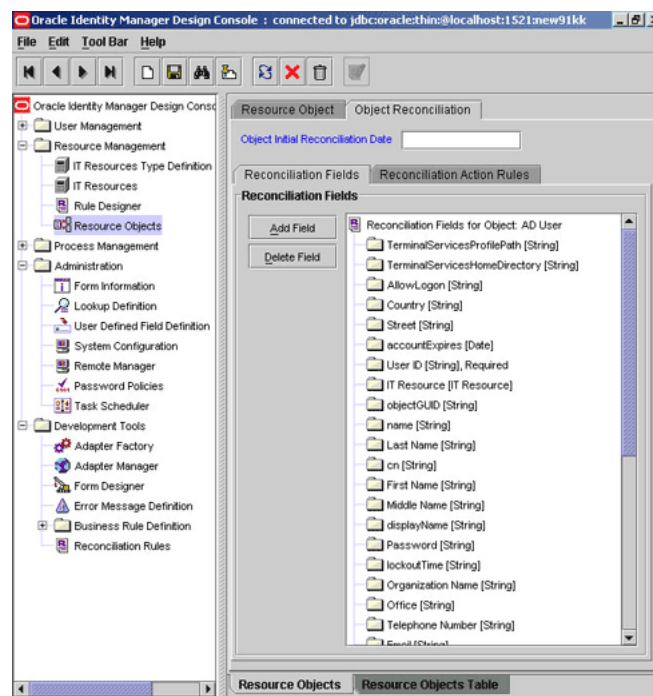 Oracle Identity Manager Design Console : connected to jdbc:oracle:thin:@localhost:1521:new91kk
File Edit Tool Bar Help
Oracle Identity Manager Design Consc
User Management
Resource Management
IT Resources Type Definition
IT Resources
Rule Designer
Resource Objects
Process Management
Administration
Form Information
Lookup Definition
User Defined Field Definition
System Configuration
Remote Manager
Password Policies
Task Scheduler
Development Tools
Adapter Factory
Adapter Manager
Form Designer
Error Message Definition
Business Rule Definition
Reconciliation Rules
Resource Object Object Reconciliation
Object Initial Reconciliation Date
Reconciliation Fields Reconciliation Action Rules
Reconciliation Fields
Add Field
Delete Field
Reconciliation Fields for Object: AD User
TerminalServicesProfilePath [String]
TerminalServicesHomeDirectory [String]
AllowLogon [String]
Country [String]
Street [String]
accountExpires [Date]
User ID [String], Required
IT Resource [IT Resource]
objectGUID [String]
name [String]
Last Name [String]
cn [String]
First Name [String]
Middle Name [String]
displayName [String]
Password [String]
lockoutTime [String]
Organization Name [String]
Office [String]
Telephone Number [String]
Email [String]
Resource Objects Resource Objects Table